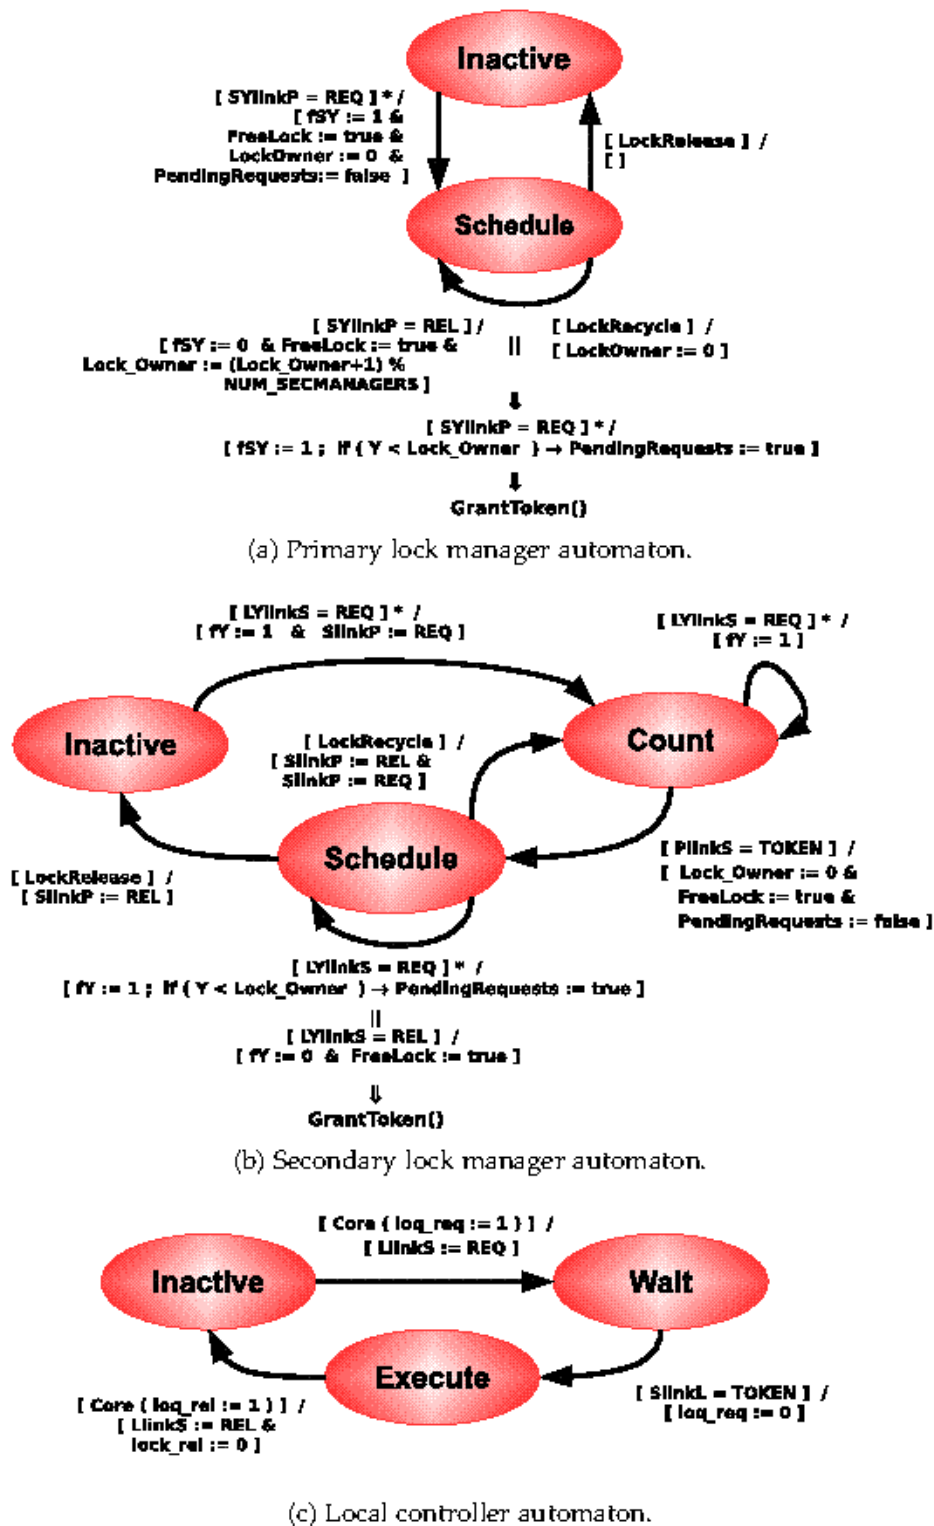 Inactive
[ SYlinkP = REQ ] * /
[ fSY := 1 &
FreeLock := true &
LockOwner := 0 &
PendingRequests:= false ]
[ LockRelease ] /
[ ]
Schedule
[ SYlinkP = REL ] /
[ fSY := 0 & FreeLock := true &
Lock_Owner := (Lock_Owner+1) %
NUM_SECMANAGERS ]
||
[ LockRecycle ] /
[ LockOwner := 0 ]
⇓
[ SYlinkP = REQ ] * /
[ fSY := 1 ; if ( Y < Lock_Owner ) → PendingRequests := true ]
⇓
GrantToken()
(a) Primary lock manager automaton.
[ LYlinkS = REQ ] * /
[ fY := 1 & SlinkP := REQ ]
[ LYlinkS = REQ ] * /
[ fY := 1 ]
Inactive
Count
[ LockRecycle ] /
[ SlinkP := REL &
SlinkP := REQ ]
Schedule
[ PlinkS = TOKEN ] /
[ Lock_Owner := 0 &
FreeLock := true &
PendingRequests := false ]
[ LockRelease ] /
[ SlinkP := REL ]
[ LYlinkS = REQ ] * /
[ fY := 1 ; if ( Y < Lock_Owner ) → PendingRequests := true ]
||
[ LYlinkS = REL ] /
[ fY := 0 & FreeLock := true ]
⇓
GrantToken()
(b) Secondary lock manager automaton.
[ Core ( loq_req := 1 ) ] /
[ LlinkS := REQ ]
Inactive
Wait
Execute
[ Core ( loq_rel := 1 ) ] /
[ LlinkS := REL &
lock_rel := 0 ]
[ SlinkL = TOKEN ] /
[ loq_req := 0 ]
(c) Local controller automaton.